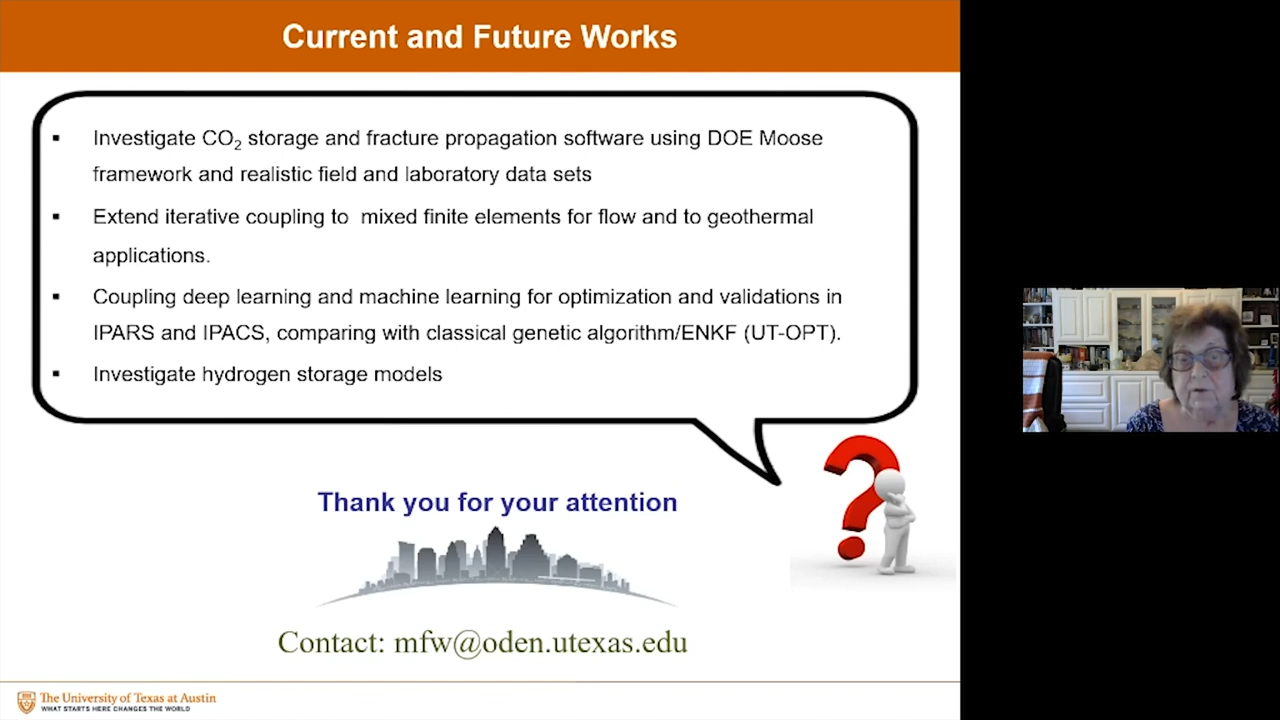 Current and Future Works
▪ Investigate CO₂ storage and fracture propagation software using DOE Moose
framework and realistic field and laboratory data sets
▪ Extend iterative coupling to  mixed finite elements for flow and to geothermal
applications.
▪ Coupling deep learning and machine learning for optimization and validations in
IPARS and IPACS, comparing with classical genetic algorithm/ENKF (UT-OPT).
▪ Investigate hydrogen storage models
Thank you for your attention
Contact: mfw@oden.utexas.edu
The University of Texas at Austin
WHAT STARTS HERE CHANGES THE WORLD